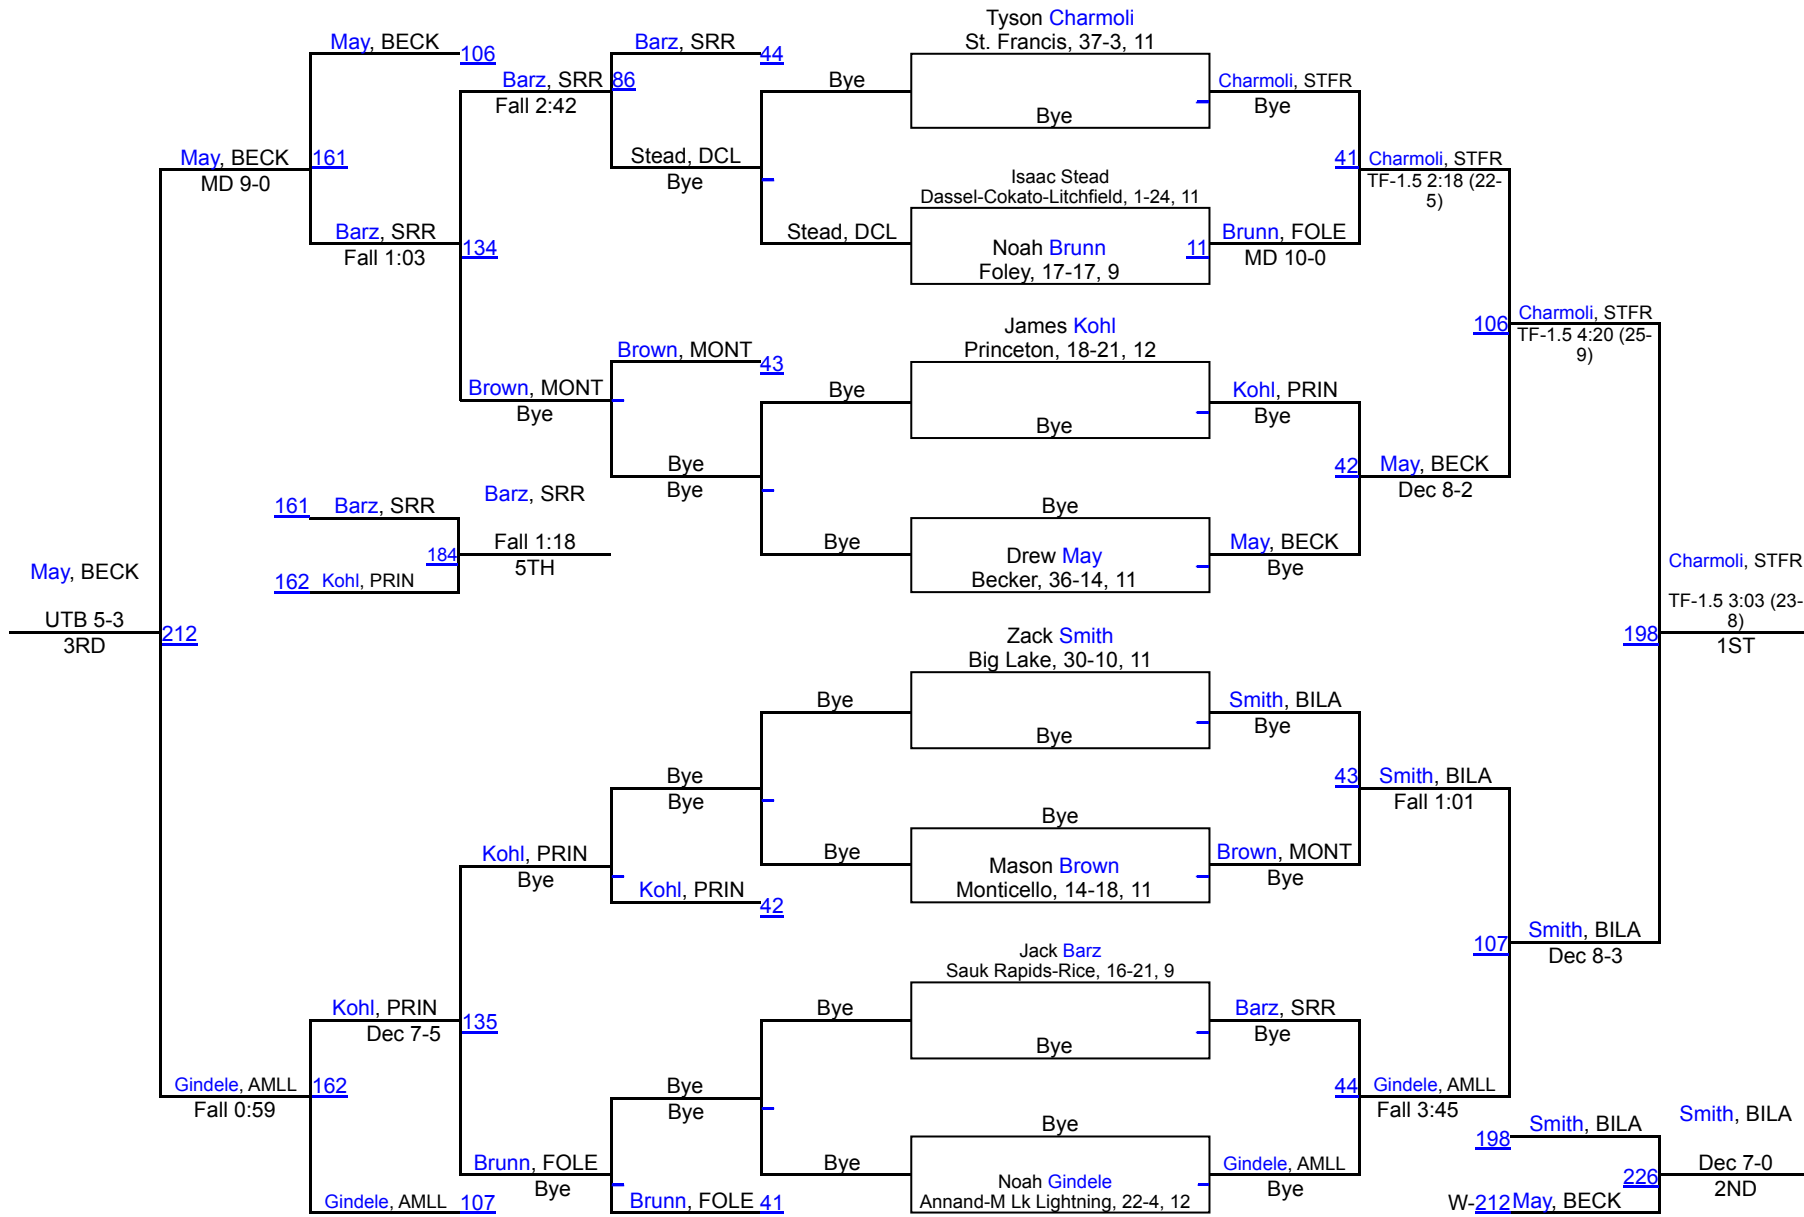 Tyson Charmoli
St. Francis, 37-3, 11
May, BECK
106
Barz, SRR
44
Barz, SRR
86
Fall 2:42
Bye
Bye
Charmoli, STFR
Bye
May, BECK
161
MD 9-0
Stead, DCL
Bye
41
Charmoli, STFR
TF-1.5 2:18 (22-
5)
Isaac Stead
Dassel-Cokato-Litchfield, 1-24, 11
Barz, SRR
134
Fall 1:03
Stead, DCL
Noah Brunn
Foley, 17-17, 9
11
Brunn, FOLE
MD 10-0
106
Charmoli, STFR
TF-1.5 4:20 (25-
9)
James Kohl
Princeton, 18-21, 12
Brown, MONT
43
Brown, MONT
Bye
Bye
Bye
Kohl, PRIN
Bye
Bye
Bye
42
May, BECK
Dec 8-2
161
Barz, SRR
Barz, SRR
184
Fall 1:18
5TH
162
Kohl, PRIN
Bye
Bye
Drew May
Becker, 36-14, 11
May, BECK
Bye
May, BECK
UTB 5-3
3RD
212
Charmoli, STFR
TF-1.5 3:03 (23-
8)
198
1ST
Zack Smith
Big Lake, 30-10, 11
Bye
Bye
Smith, BILA
Bye
Bye
Bye
43
Smith, BILA
Fall 1:01
Bye
Kohl, PRIN
Bye
Kohl, PRIN
42
Bye
Mason Brown
Monticello, 14-18, 11
Brown, MONT
Bye
107
Smith, BILA
Dec 8-3
Jack Barz
Sauk Rapids-Rice, 16-21, 9
Kohl, PRIN
135
Dec 7-5
Bye
Bye
Barz, SRR
Bye
Gindele, AMLL
162
Fall 0:59
Bye
Bye
44
Gindele, AMLL
Fall 3:45
Bye
Brunn, FOLE
Bye
Gindele, AMLL
107
Brunn, FOLE
41
Bye
Noah Gindele
Annand-M Lk Lightning, 22-4, 12
Gindele, AMLL
Bye
198
Smith, BILA
Smith, BILA
226
Dec 7-0
2ND
W-212
May, BECK